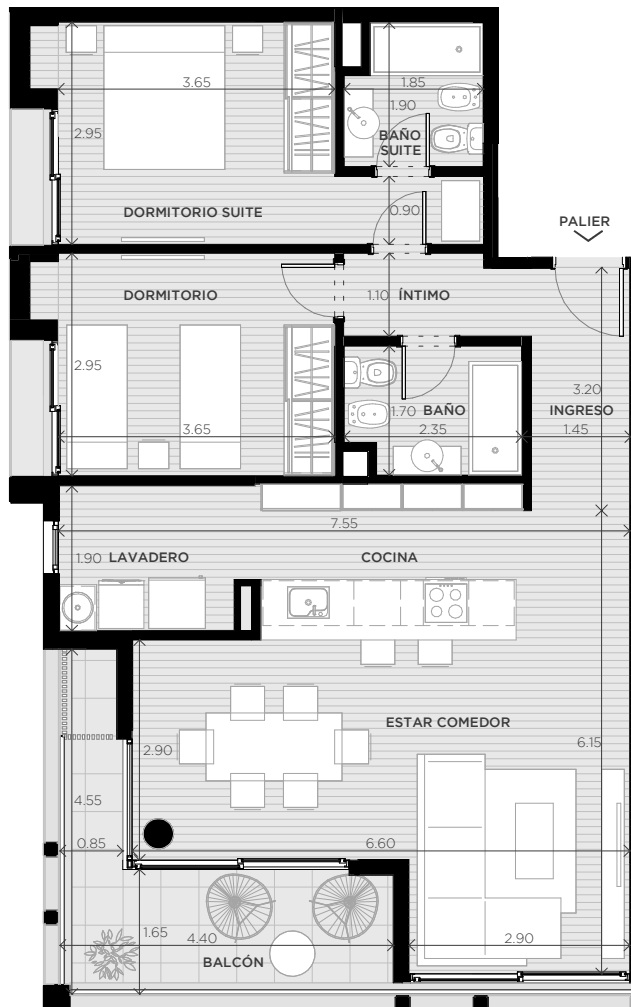 3.65
1.85
1.90
2.95
BAÑO
SUITE
DORMITORIO SUITE
0.90
PALIER
DORMITORIO
1.10
ÍNTIMO
2.95
3.20
1.70
BAÑO
INGRESO
3.65
2.35
1.45
7.55
1.90
LAVADERO
COCINA
ESTAR COMEDOR
2.90
6.15
4.55
0.85
6.60
1.65
4.40
2.90
BALCÓN